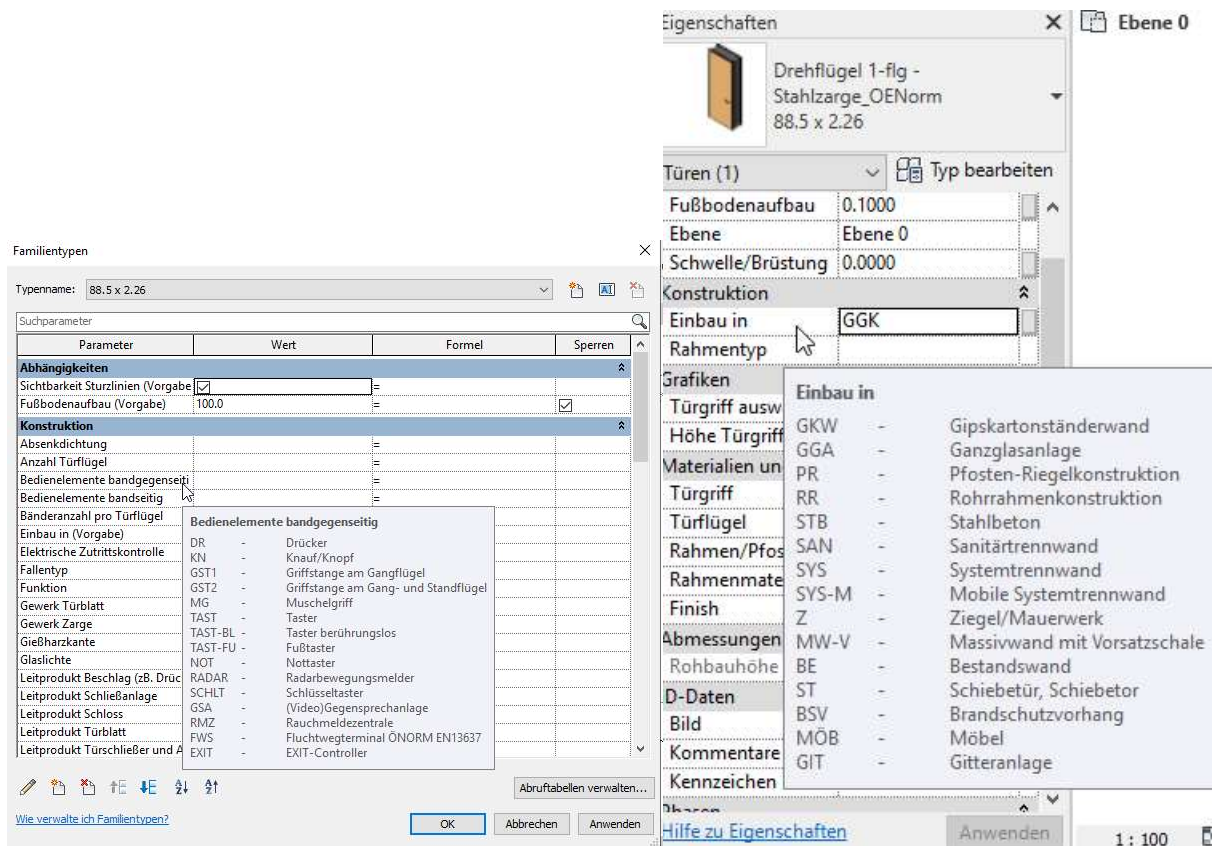 Familientypen
Typenname: 88.5 x 2.26
Suchparameter
Parameter Wert Formel Sperren
Abhängigkeiten
Sichtbarkeit Sturzlinien (Vorgabe =
Fußbodenaufbau (Vorgabe) 100.0 =
Konstruktion
Absenkdichtung =
Anzahl Türflügel =
Bedienelemente bandgegenseiti =
Bedienelemente bandseitig =
Bänderanzahl pro Türflügel
Einbau in (Vorgabe)
Elektrische Zutrittskontrolle
Fallentyp
Funktion
Gewerk Türblatt
Gewerk Zarge
Gießharzkante
Glaslichte
Leitprodukt Beschlag (zB. Drüc
Leitprodukt Schließanlage
Leitprodukt Schloss
Leitprodukt Türblatt
Leitprodukt Türschließer und A
Bedienelemente bandgegenseitig
DR - Drücker
KN - Knauf/Knopf
GST1 - Griffstange am Gangflügel
GST2 - Griffstange am Gang- und Standflügel
MG - Muschelgriff
TAST - Taster
TAST-BL - Taster berührungslos
TAST-FU - Fußtaster
NOT - Nottaster
RADAR - Radarbewegungsmelder
SCHLT - Schlüsseltaster
GSA - (Video)Gegensprechanlage
RMZ - Rauchmeldezentrale
FWS - Fluchtwegterminal ÖNORM EN13637
EXIT - EXIT-Controller
Abruftabellen verwalten...
Wie verwalte ich Familientypen?
OK Abbrechen Anwenden
Eigenschaften
Drehflügel 1-flg -
Stahlzarge_OENorm
88.5 x 2.26
Türen (1) Typ bearbeiten
Fußbodenaufbau 0.1000
Ebene Ebene 0
Schwelle/Brüstung 0.0000
Konstruktion
Einbau in GGK
Rahmentyp
Grafiken
Türgriff ausw
Höhe Türgriff
Materialien un
Türgriff
Türflügel
Rahmen/Pfos
Rahmenmate
Finish
Abmessungen
Rohbauhöhe
D-Daten
Bild
Kommentare
Kennzeichen
Phasen
Hilfe zu Eigenschaften Anwenden
Einbau in
GKW - Gipskartonständerwand
GGA - Ganzglasanlage
PR - Pfosten-Riegelkonstruktion
RR - Rohrrahmenkonstruktion
STB - Stahlbeton
SAN - Sanitärtrennwand
SYS - Systemtrennwand
SYS-M - Mobile Systemtrennwand
Z - Ziegel/Mauerwerk
MW-V - Massivwand mit Vorsatzschale
BE - Bestandswand
ST - Schiebetür, Schiebetor
BSV - Brandschutzvorhang
MÖB - Möbel
GIT - Gitteranlage
Ebene 0
1 : 100